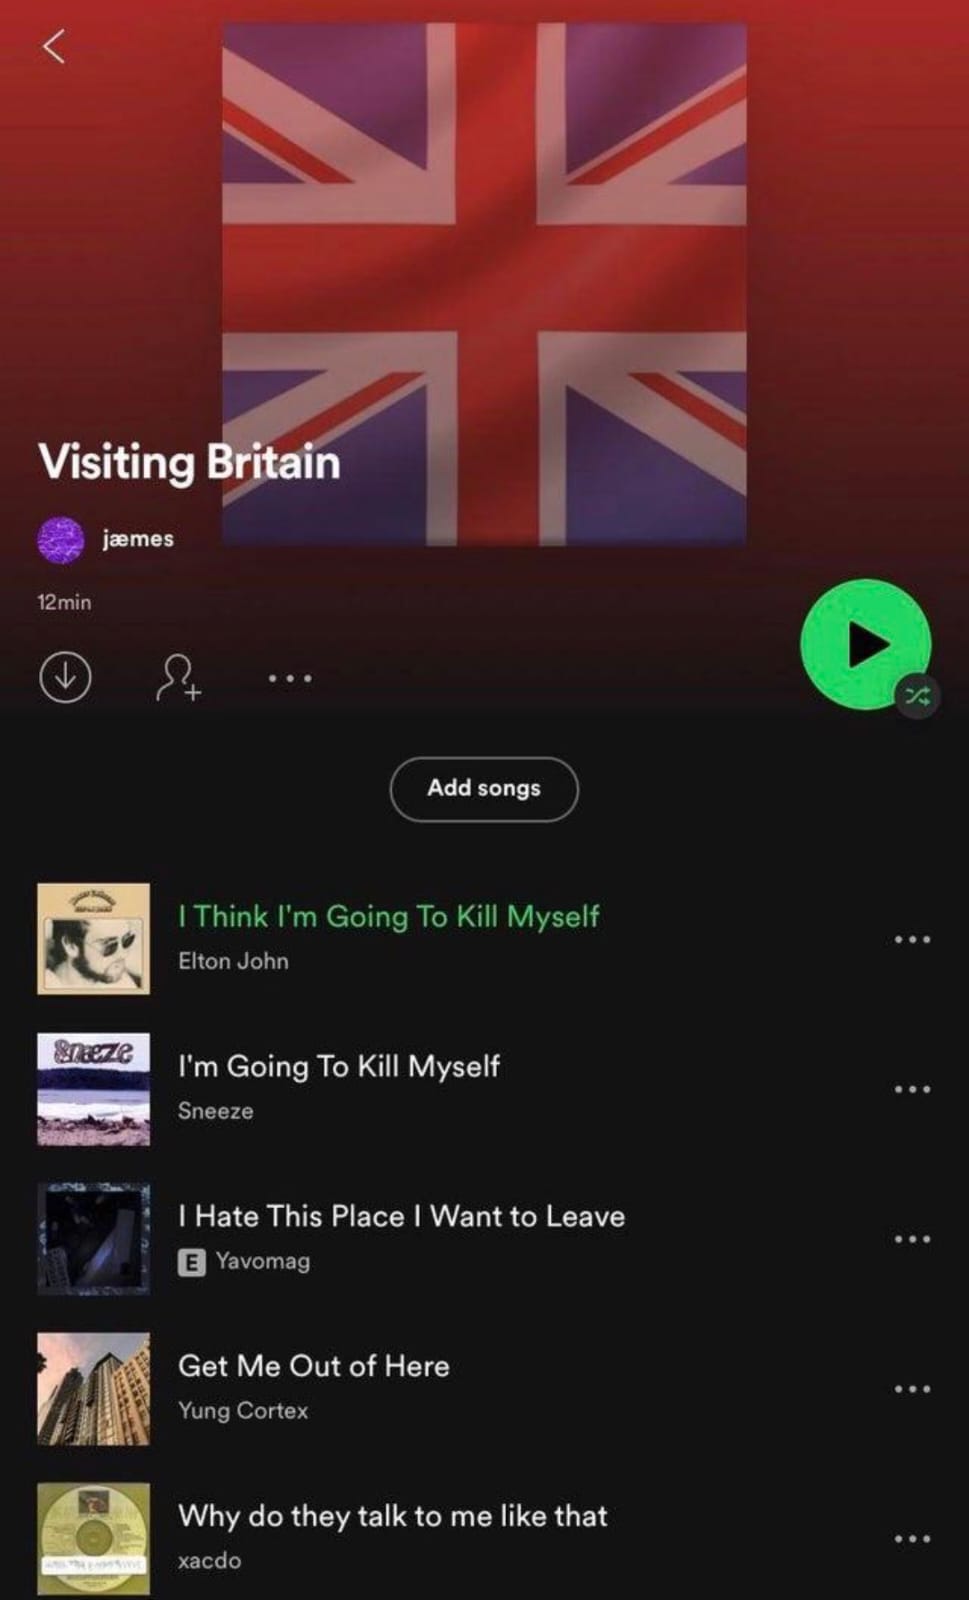 Visiting Britain
jæmes
12min
Add songs
I Think I'm Going To Kill Myself
Elton John
Sneeze
I'm Going To Kill Myself
Sneeze
I Hate This Place I Want to Leave
E Yavomag
Get Me Out of Here
Yung Cortex
Why do they talk to me like that
xacdo